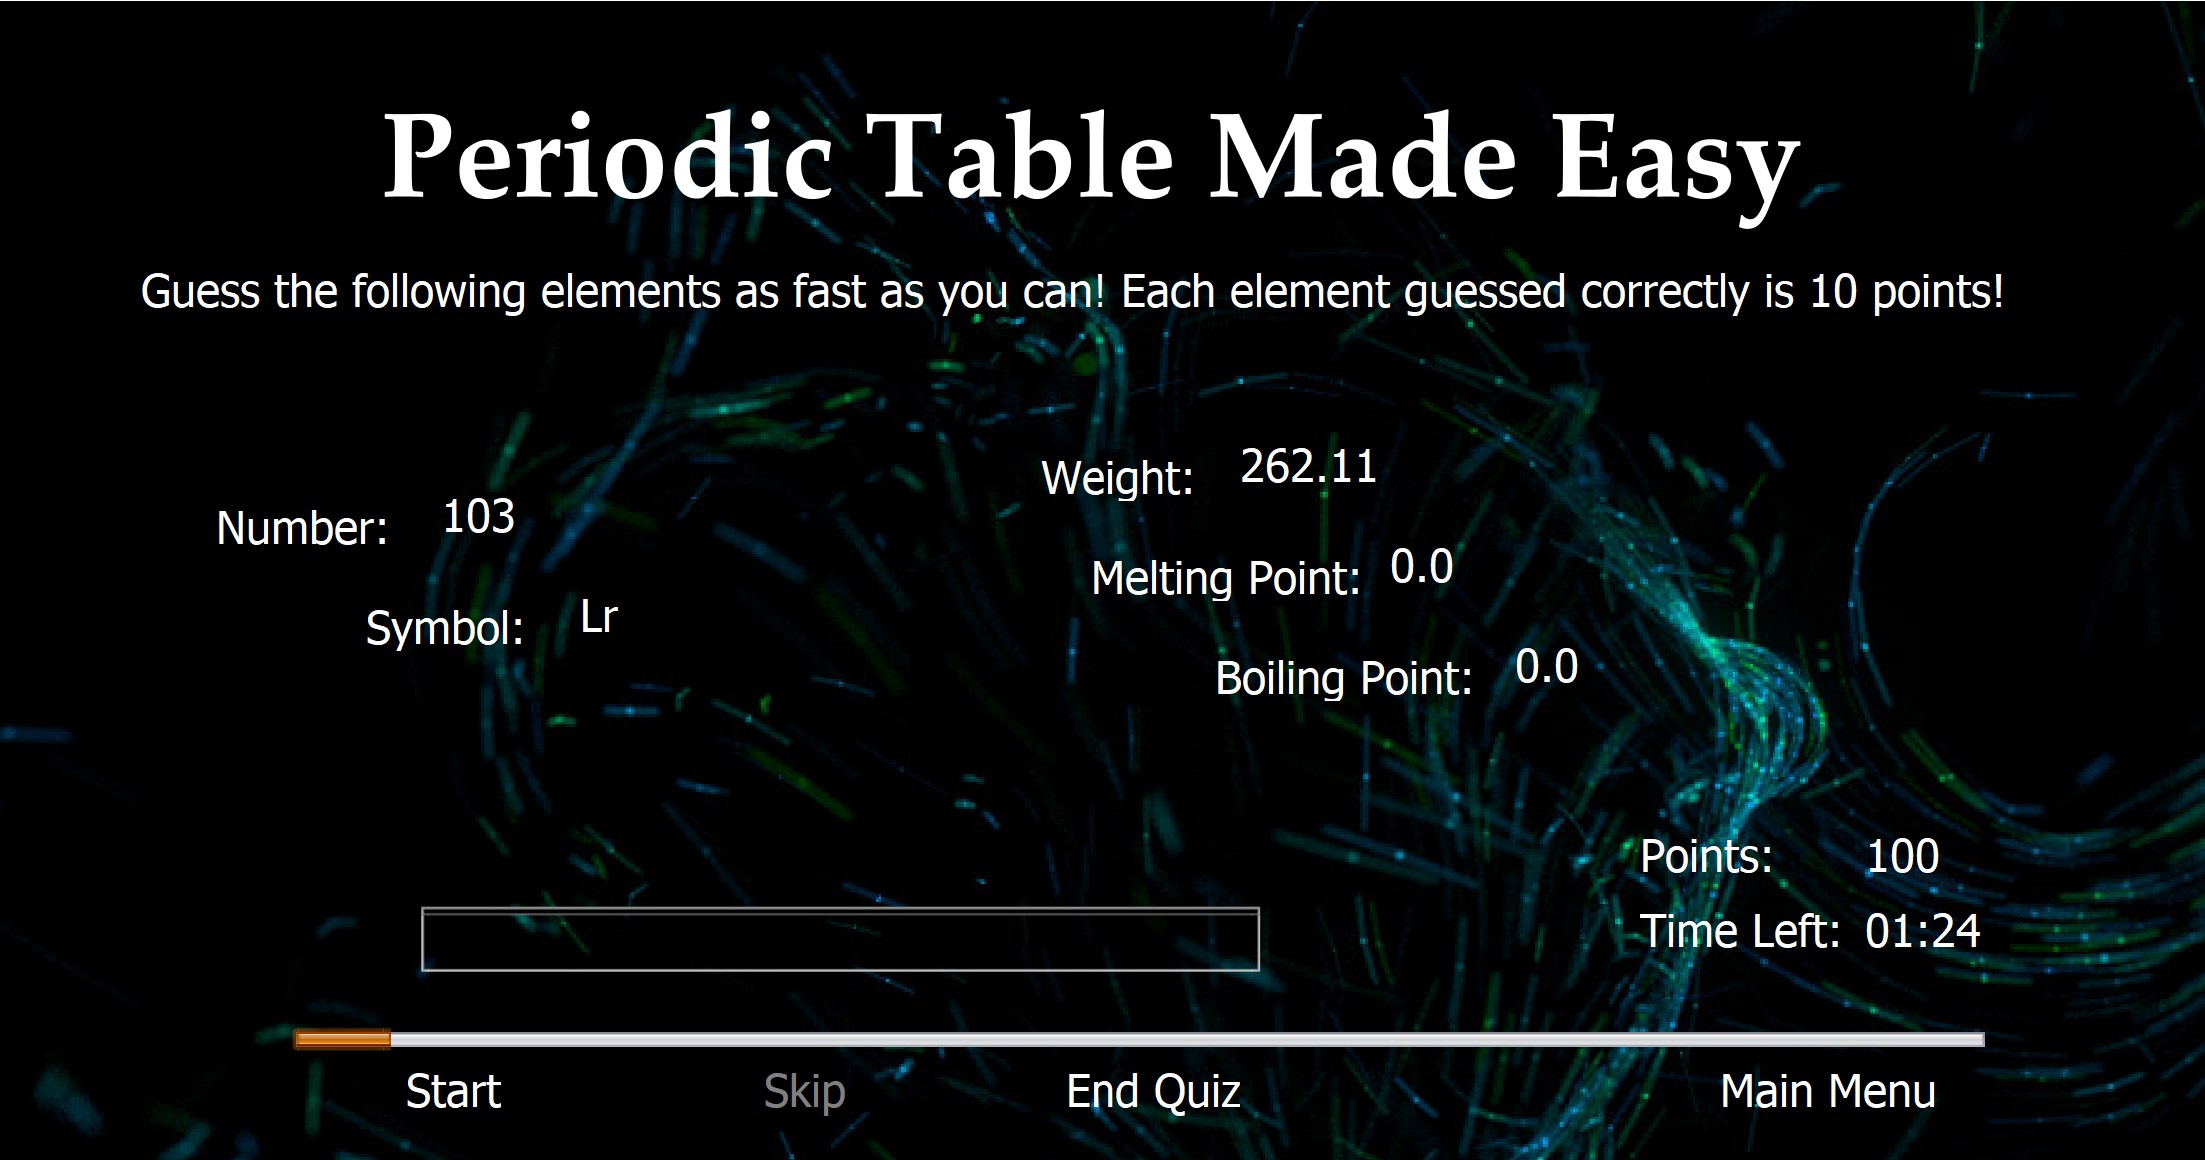 Periodic Table Made Easy
Guess the following elements as fast as you can! Each element guessed correctly is 10 points!
Number: 103
Symbol: Lr
Weight: 262.11
Melting Point: 0.0
Boiling Point: 0.0
Points: 100
Time Left: 01:24
Start Skip End Quiz Main Menu